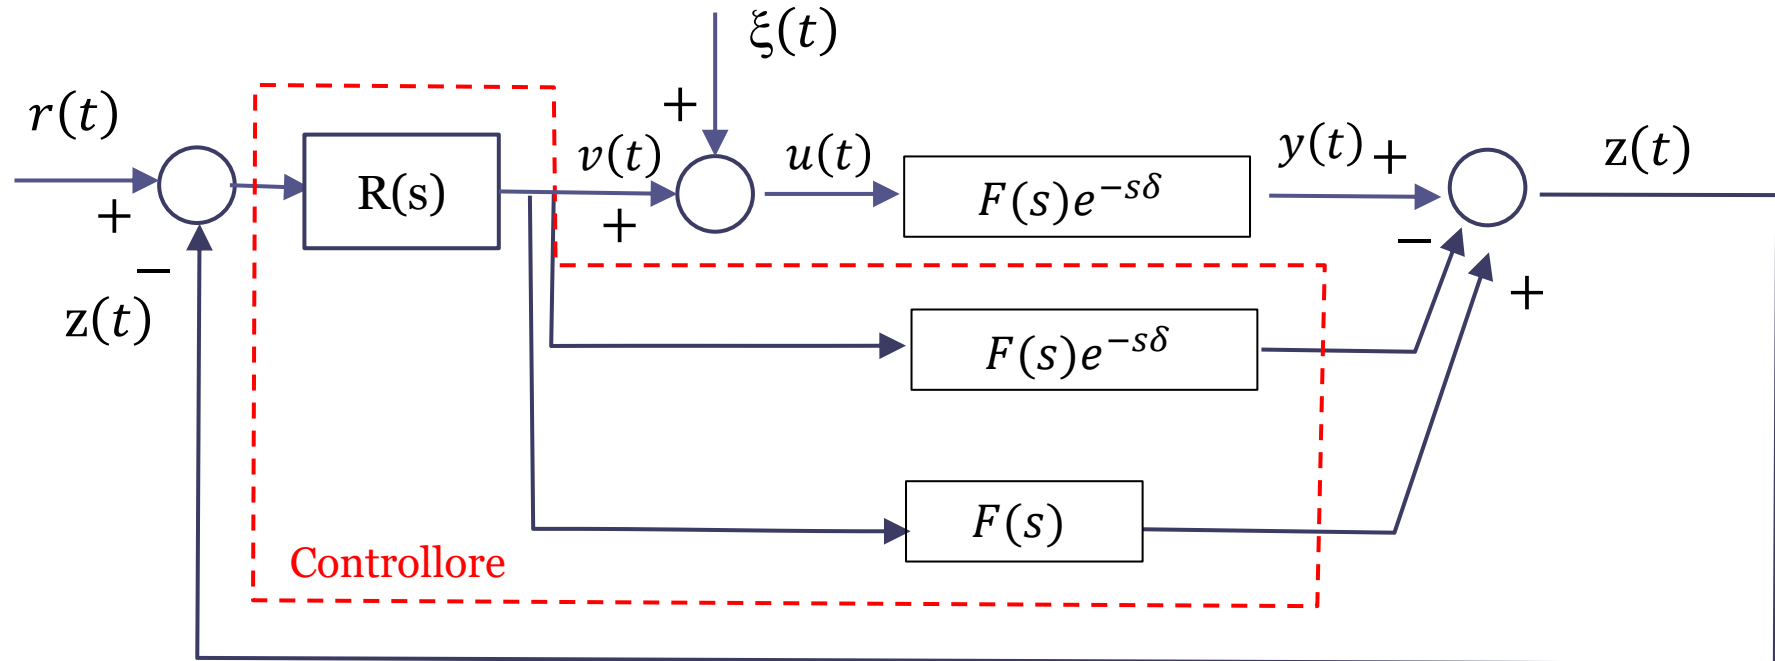 ξ(t)
+
r(t)
v(t)
u(t)
y(t)
+
z(t)
R(s)
F(s)e^{-sδ}
+
+
−
−
z(t)
+
F(s)e^{-sδ}
F(s)
Controllore